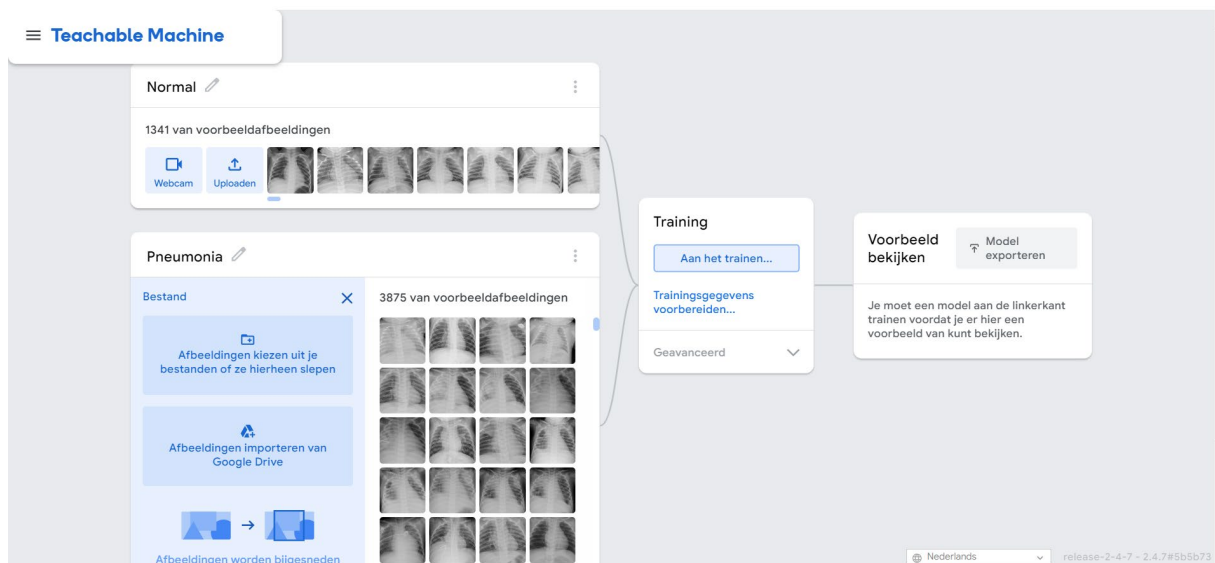 Teachable Machine
Normal
1341 van voorbeeldafbeeldingen
Webcam
Uploaden
Pneumonia
Bestand
Afbeeldingen kiezen uit je
bestanden of ze hierheen slepen
Afbeeldingen importeren van
Google Drive
Afbeeldingen worden bijgesneden
3875 van voorbeeldafbeeldingen
Training
Aan het trainen...
Trainingsgegevens
voorbereiden...
Geavanceerd
Voorbeeld
bekijken
Model
exporteren
Je moet een model aan de linkerkant
trainen voordat je er hier een
voorbeeld van kunt bekijken.
Nederlands
release-2-4-7 - 2.4.7#5b5b73